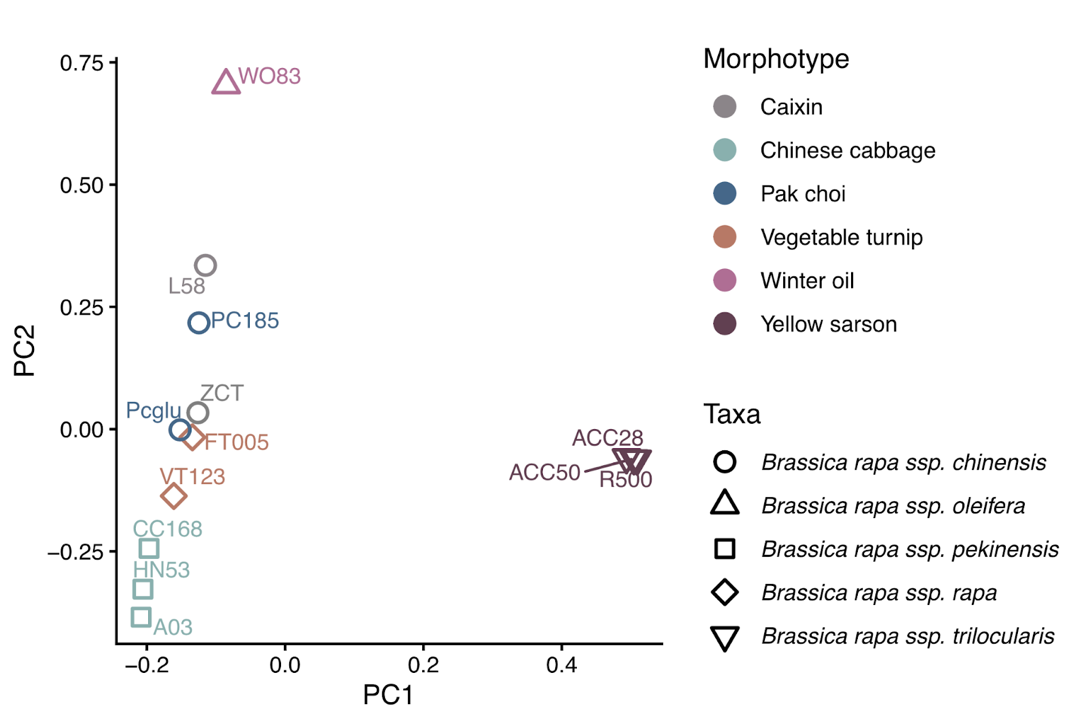 PC2
0.75
0.50
0.25
0.00
−0.25
−0.2
0.0
0.2
0.4
PC1
WO83
L58
PC185
ZCT
Pcglu
FT005
VT123
CC168
HN53
A03
ACC28
ACC50
R500
Morphotype
Caixin
Chinese cabbage
Pak choi
Vegetable turnip
Winter oil
Yellow sarson
Taxa
Brassica rapa ssp. chinensis
Brassica rapa ssp. oleifera
Brassica rapa ssp. pekinensis
Brassica rapa ssp. rapa
Brassica rapa ssp. trilocularis